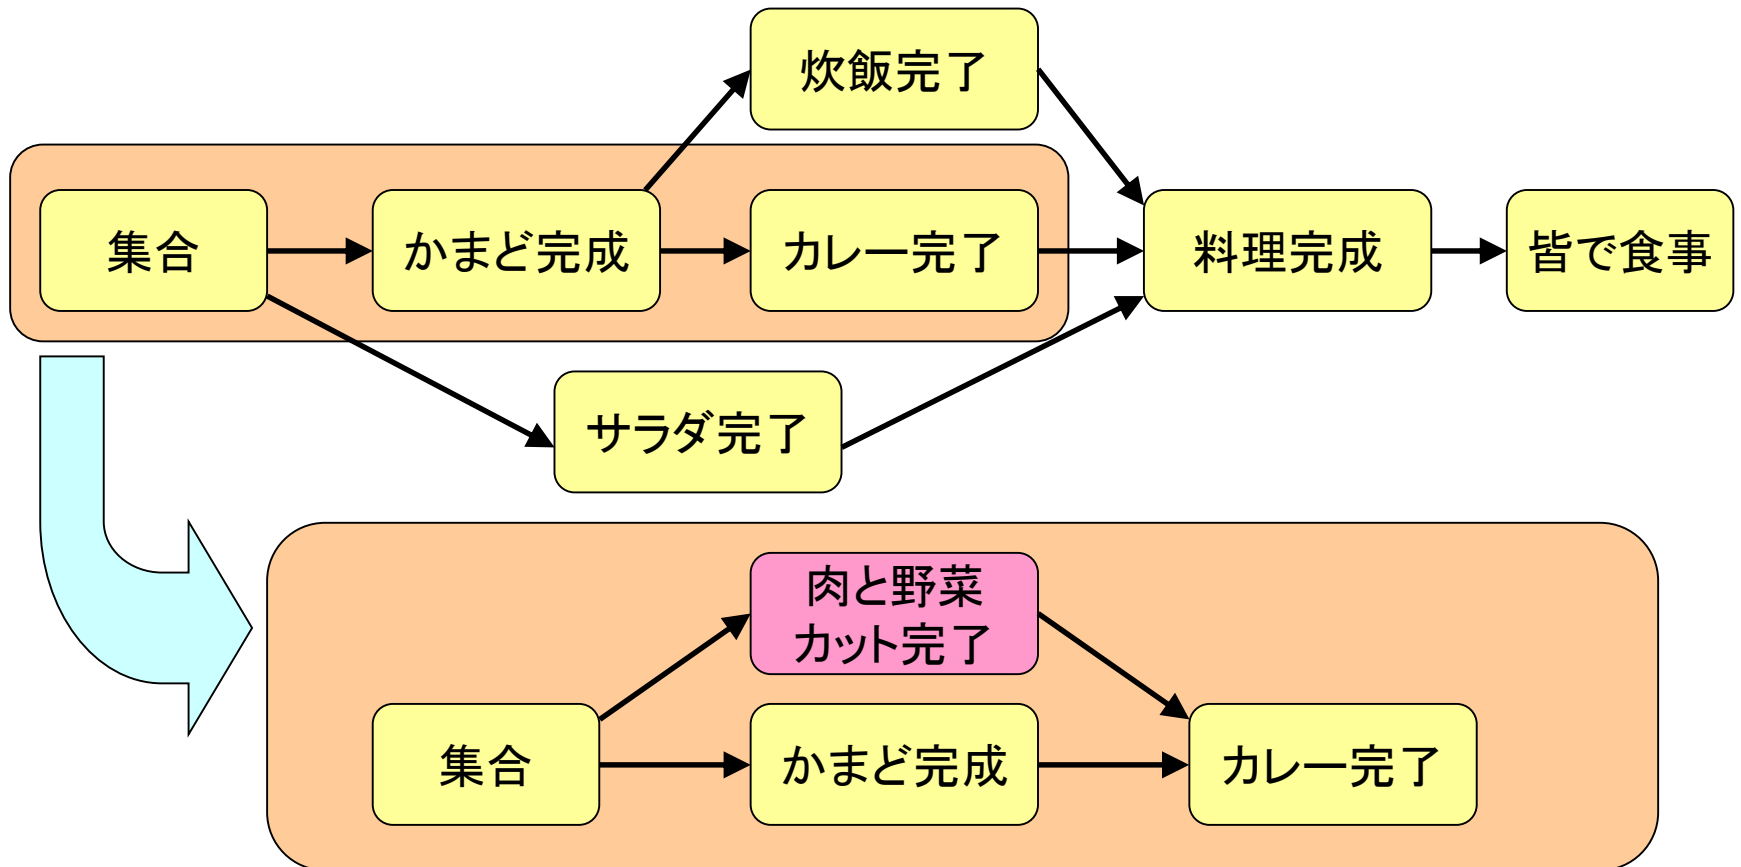 炊飯完了
集合
かまど完成
カレー完了
料理完成
皆で食事
サラダ完了
肉と野菜
カット完了
集合
かまど完成
カレー完了